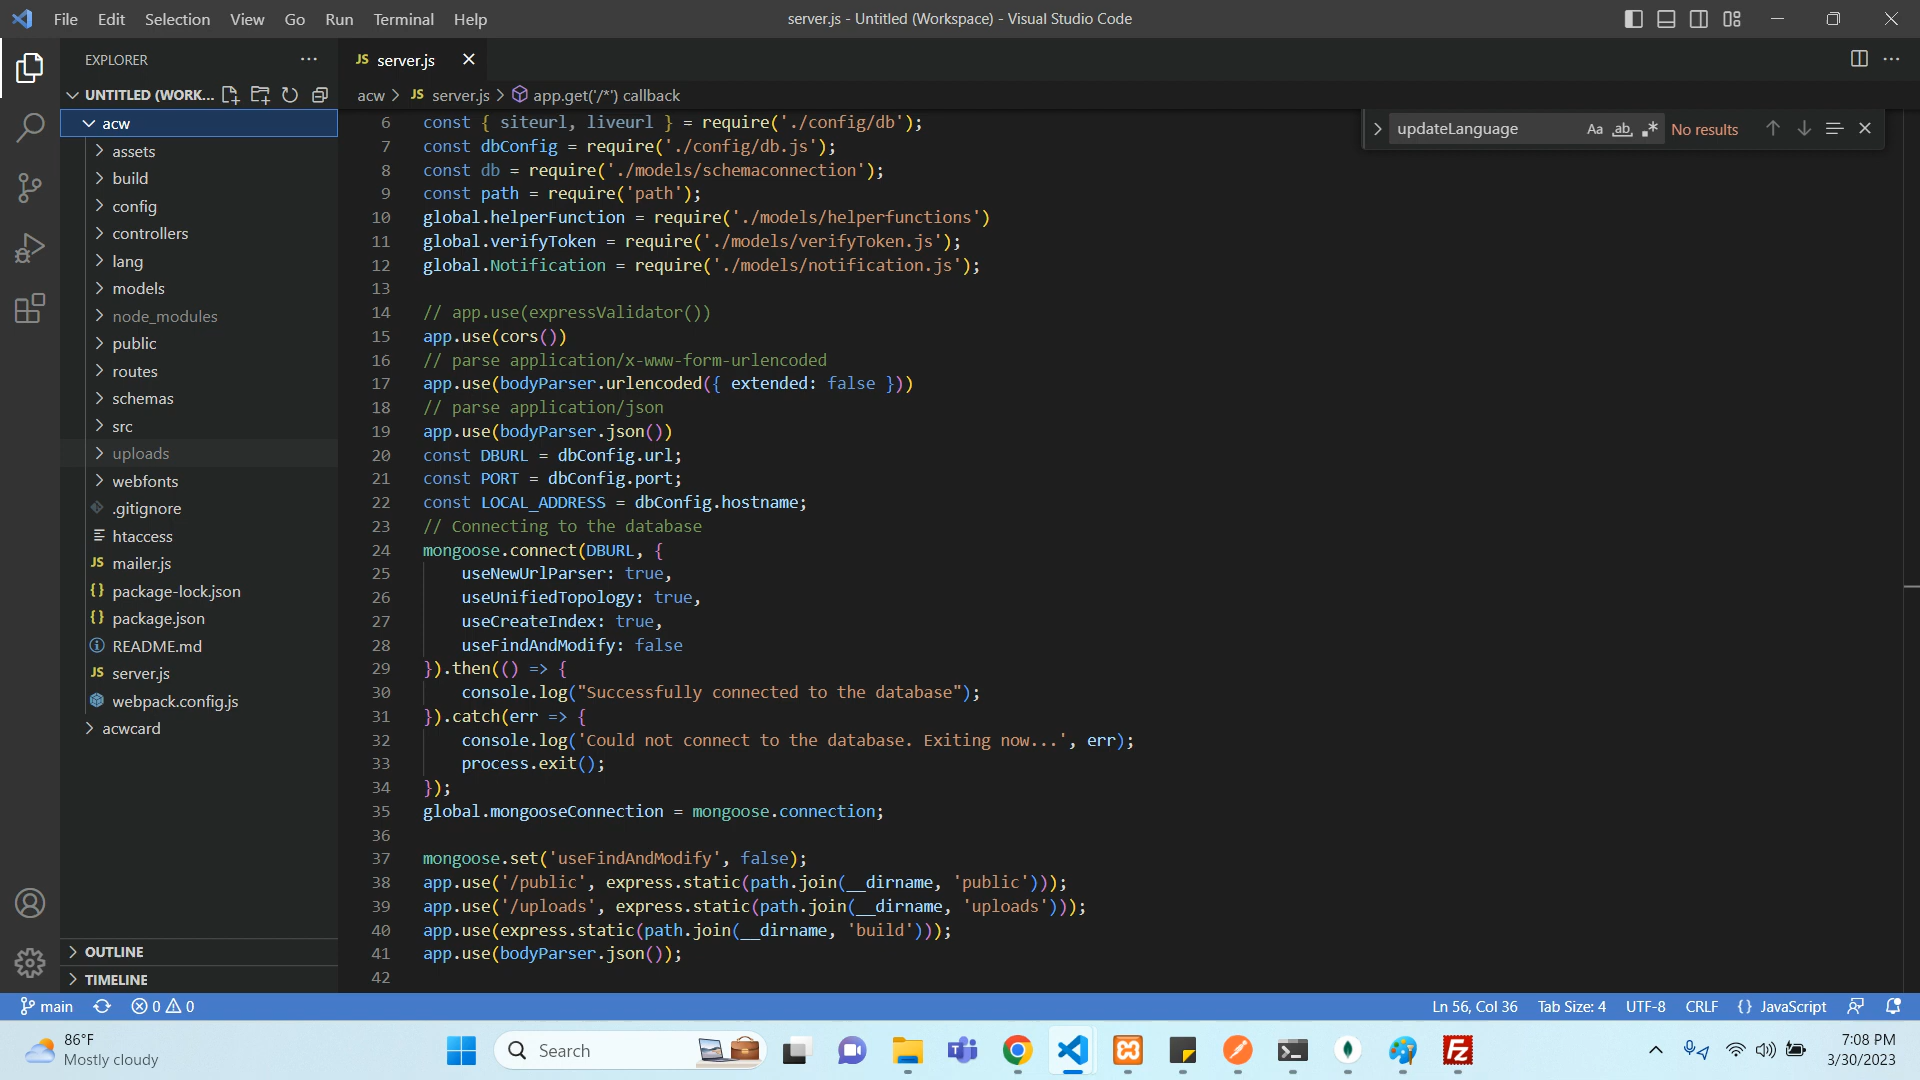 File Edit Selection View Go Run Terminal Help
server.js - Untitled (Workspace) - Visual Studio Code
EXPLORER
UNTITLED (WORK...
acw
assets
build
config
controllers
lang
models
node_modules
public
routes
schemas
src
uploads
webfonts
.gitignore
htaccess
JS mailer.js
{} package-lock.json
{} package.json
README.md
JS server.js
webpack.config.js
acwcard
OUTLINE
TIMELINE
JS server.js
acw > JS server.js > app.get('/*') callback
updateLanguage Aa ab .* No results
6 const { siteurl, liveurl } = require('./config/db');
7 const dbConfig = require('./config/db.js');
8 const db = require('./models/schemaconnection');
9 const path = require('path');
10 global.helperFunction = require('./models/helperfunctions')
11 global.verifyToken = require('./models/verifyToken.js');
12 global.Notification = require('./models/notification.js');
13
14 // app.use(expressValidator())
15 app.use(cors())
16 // parse application/x-www-form-urlencoded
17 app.use(bodyParser.urlencoded({ extended: false }))
18 // parse application/json
19 app.use(bodyParser.json())
20 const DBURL = dbConfig.url;
21 const PORT = dbConfig.port;
22 const LOCAL_ADDRESS = dbConfig.hostname;
23 // Connecting to the database
24 mongoose.connect(DBURL, {
25 useNewUrlParser: true,
26 useUnifiedTopology: true,
27 useCreateIndex: true,
28 useFindAndModify: false
29 }).then(() => {
30 console.log("Successfully connected to the database");
31 }).catch(err => {
32 console.log('Could not connect to the database. Exiting now...', err);
33 process.exit();
34 });
35 global.mongooseConnection = mongoose.connection;
36
37 mongoose.set('useFindAndModify', false);
38 app.use('/public', express.static(path.join(__dirname, 'public')));
39 app.use('/uploads', express.static(path.join(__dirname, 'uploads')));
40 app.use(express.static(path.join(__dirname, 'build')));
41 app.use(bodyParser.json());
42
main 0 0 Ln 56, Col 36 Tab Size: 4 UTF-8 CRLF {} JavaScript
86°F
Mostly cloudy
Search
7:08 PM
3/30/2023